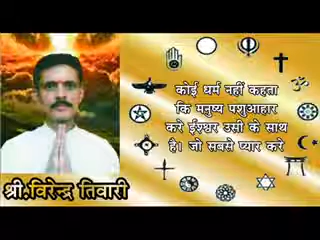 कोई धर्म नहीं कहता
कि मनुष्य पशुआहार
करे ईश्वर उसी के साथ
है। जो सबसे प्यार करे
श्री.विरेन्द्र तिवारी